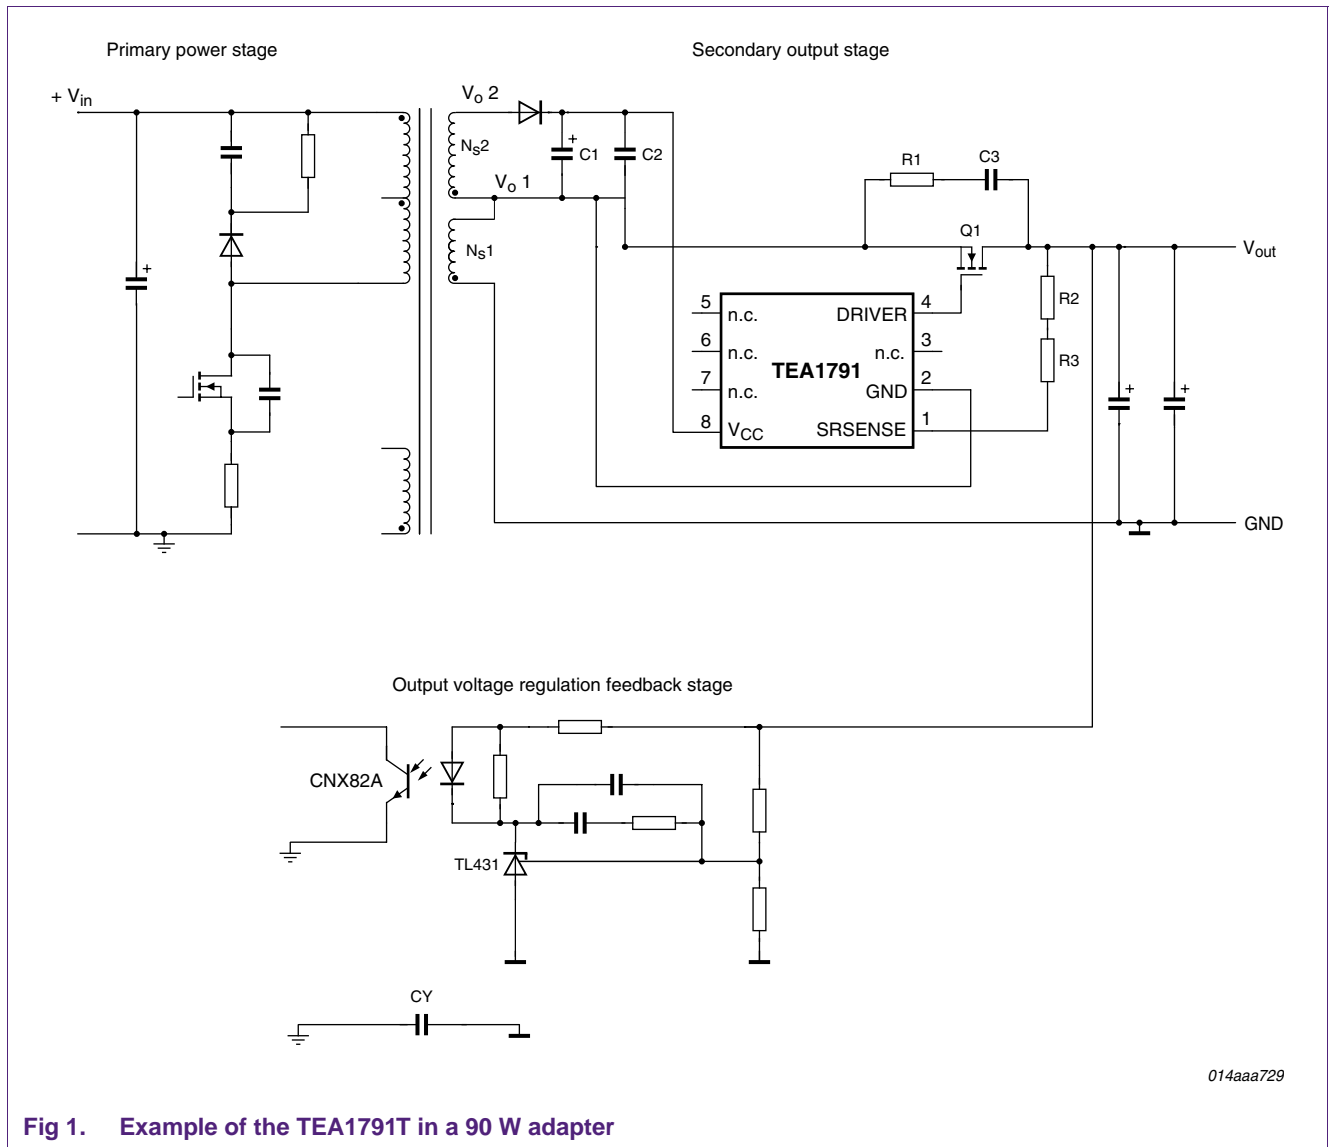 Primary power stage
Secondary output stage
+ Vin
Vo 2
Ns2
C1
C2
Vo 1
Ns1
R1
C3
Q1
Vout
5
n.c.
DRIVER
4
6
n.c.
n.c.
3
TEA1791
7
n.c.
GND
2
8
VCC
SRSENSE
1
R2
R3
+
+
+
GND
Output voltage regulation feedback stage
CNX82A
TL431
CY
014aaa729
Fig 1. Example of the TEA1791T in a 90 W adapter